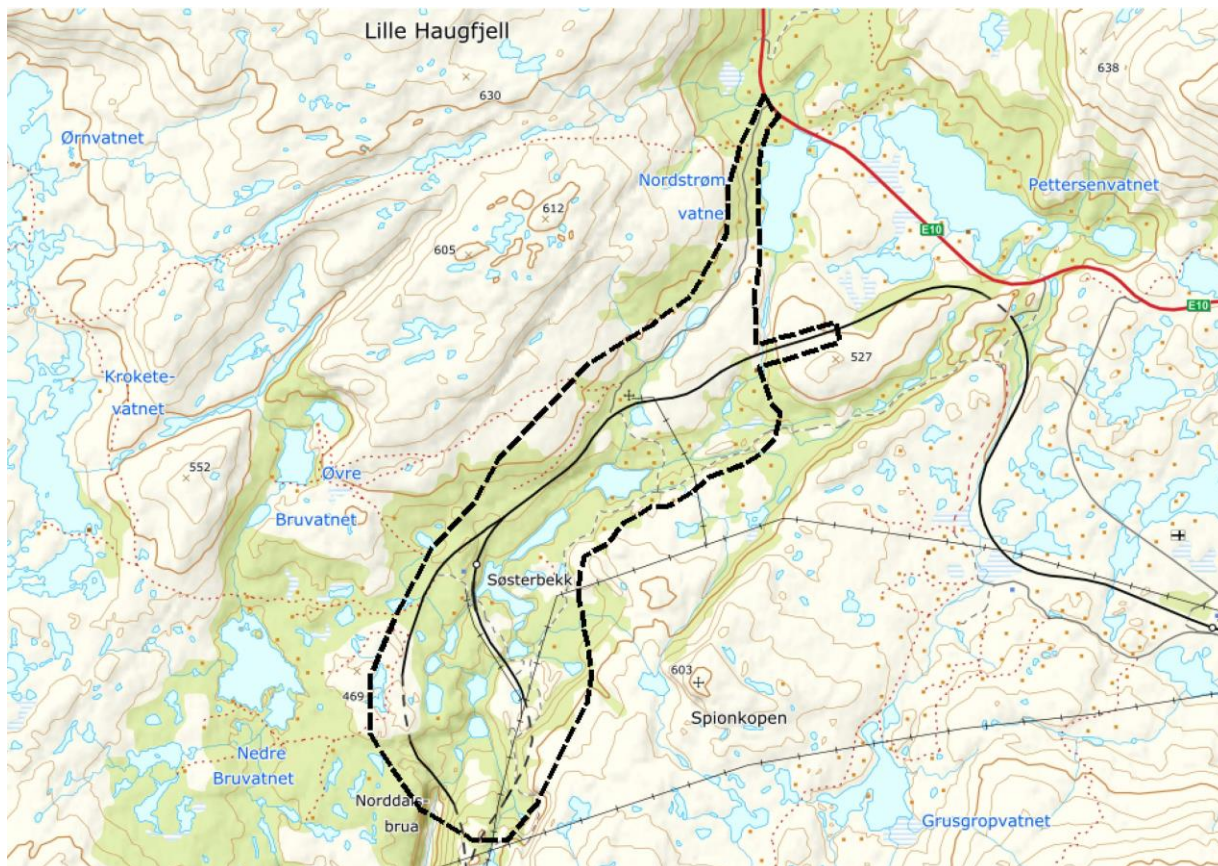 Lille Haugfjell
638
630
Ørnvatnet
Nordstrøm
vatne
Pettersenvatnet
612
605
E10
E10
527
Krokete-
vatnet
552
Øvre
Bruvatnet
Søsterbekk
603
469
Spionkopen
Nedre
Bruvatnet
Norddals-
brua
Grusgropvatnet